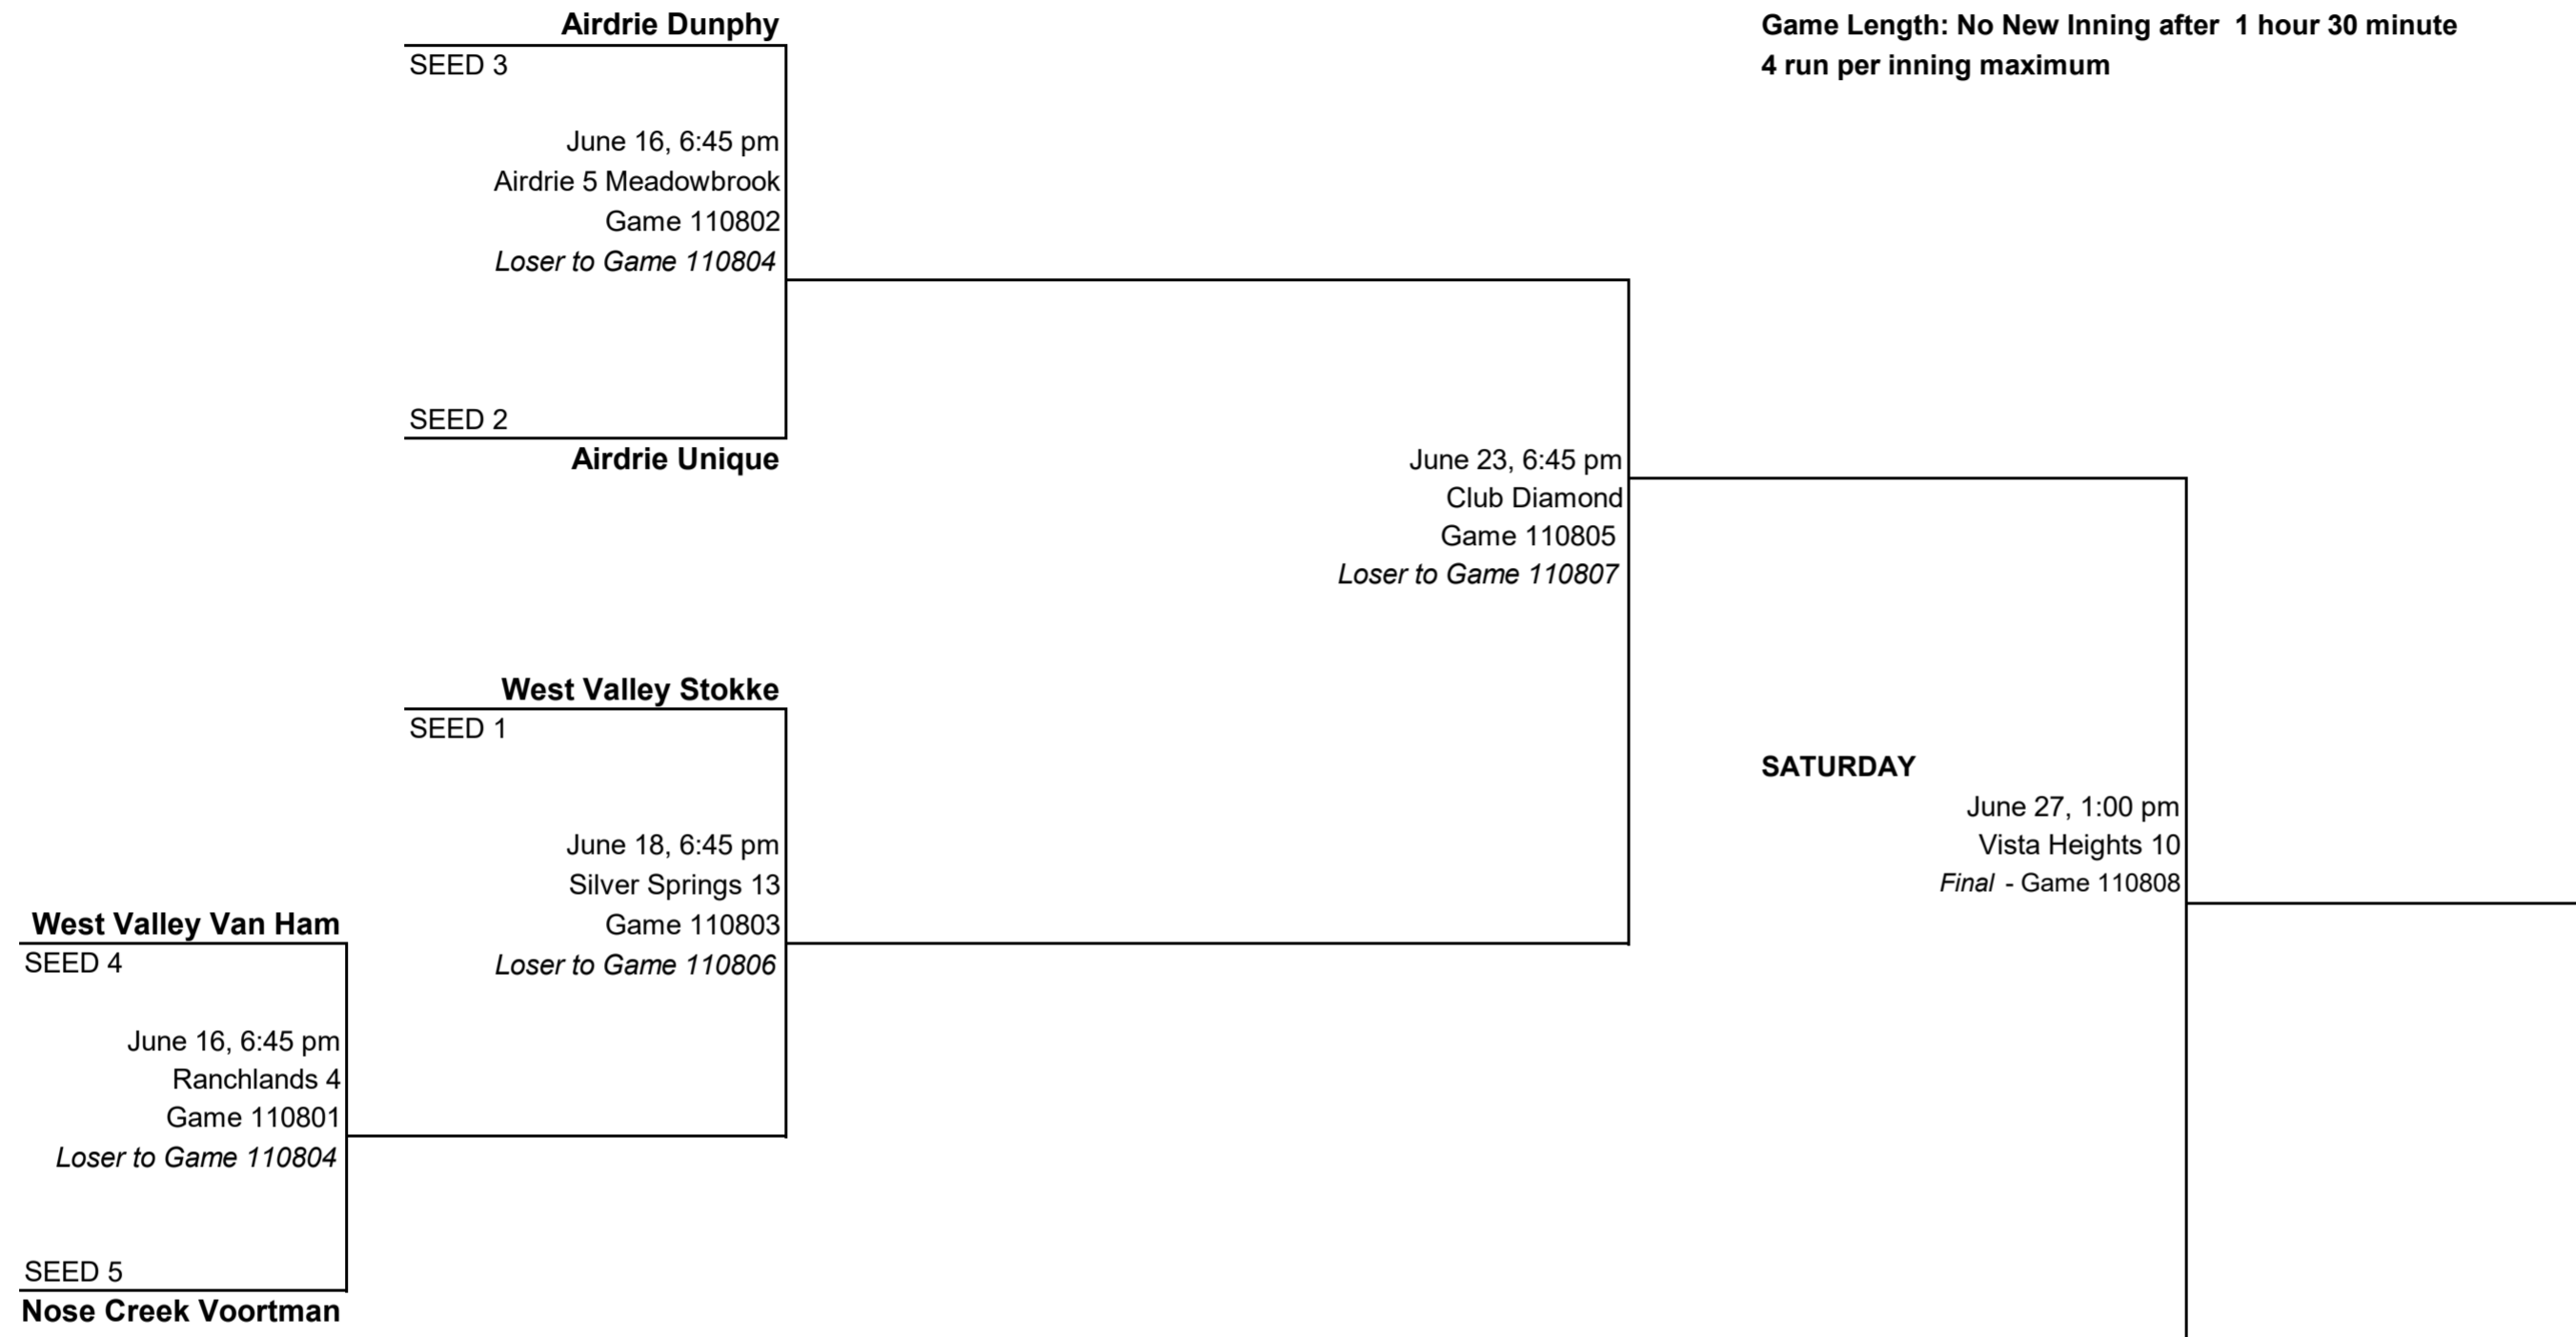 Airdrie Dunphy
SEED 3
June 16, 6:45 pm
Airdrie 5 Meadowbrook
Game 110802
Loser to Game 110804
SEED 2
Airdrie Unique
Game Length: No New Inning after  1 hour 30 minute
4 run per inning maximum
June 23, 6:45 pm
Club Diamond
Game 110805
Loser to Game 110807
West Valley Stokke
SEED 1
June 18, 6:45 pm
Silver Springs 13
Game 110803
Loser to Game 110806
SATURDAY
June 27, 1:00 pm
Vista Heights 10
Final - Game 110808
West Valley Van Ham
SEED 4
June 16, 6:45 pm
Ranchlands 4
Game 110801
Loser to Game 110804
SEED 5
Nose Creek Voortman